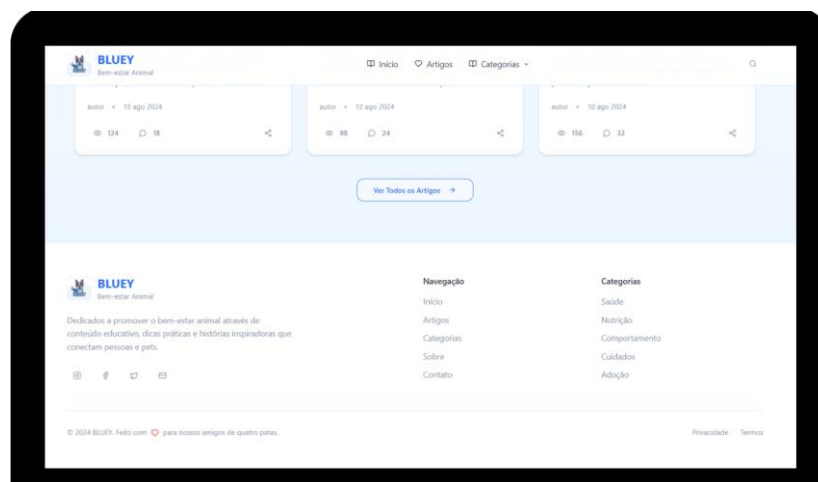 BLUEY
Bem-estar Animal
Início
Artigos
Categorias
autor • 15 ago 2024
124 18
autor • 12 ago 2024
98 24
autor • 10 ago 2024
156 32
Ver Todos os Artigos
BLUEY
Bem-estar Animal
Dedicados a promover o bem-estar animal através de
conteúdo educativo, dicas práticas e histórias inspiradoras que
conectam pessoas e pets.
Navegação
Início
Artigos
Categorias
Sobre
Contato
Categorias
Saúde
Nutrição
Comportamento
Cuidados
Adoção
© 2024 BLUEY. Feito com para nossos amigos de quatro patas.
Privacidade Termos